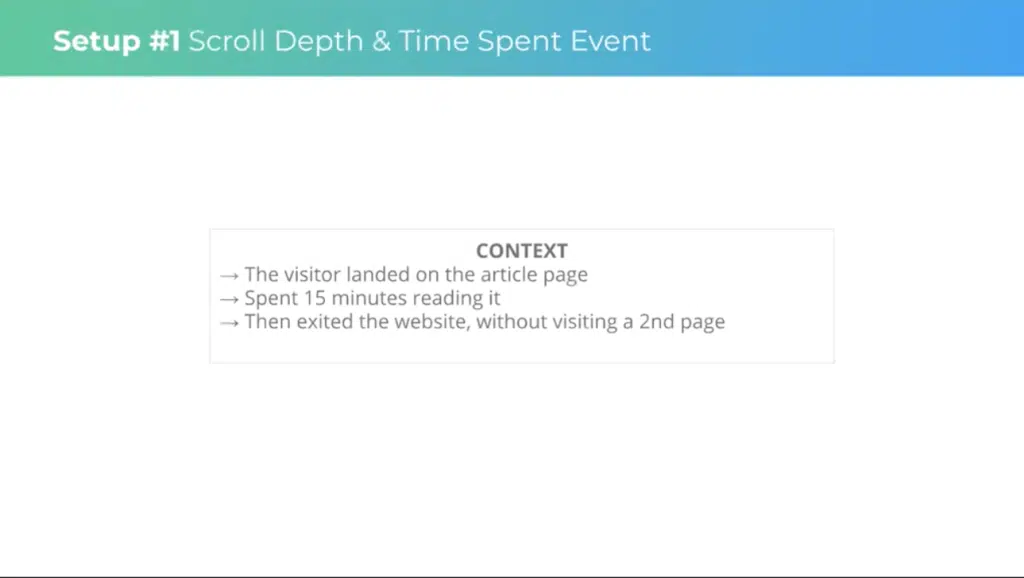 Setup #1 Scroll Depth & Time Spent Event
CONTEXT
→ The visitor landed on the article page
→ Spent 15 minutes reading it
→ Then exited the website, without visiting a 2nd page